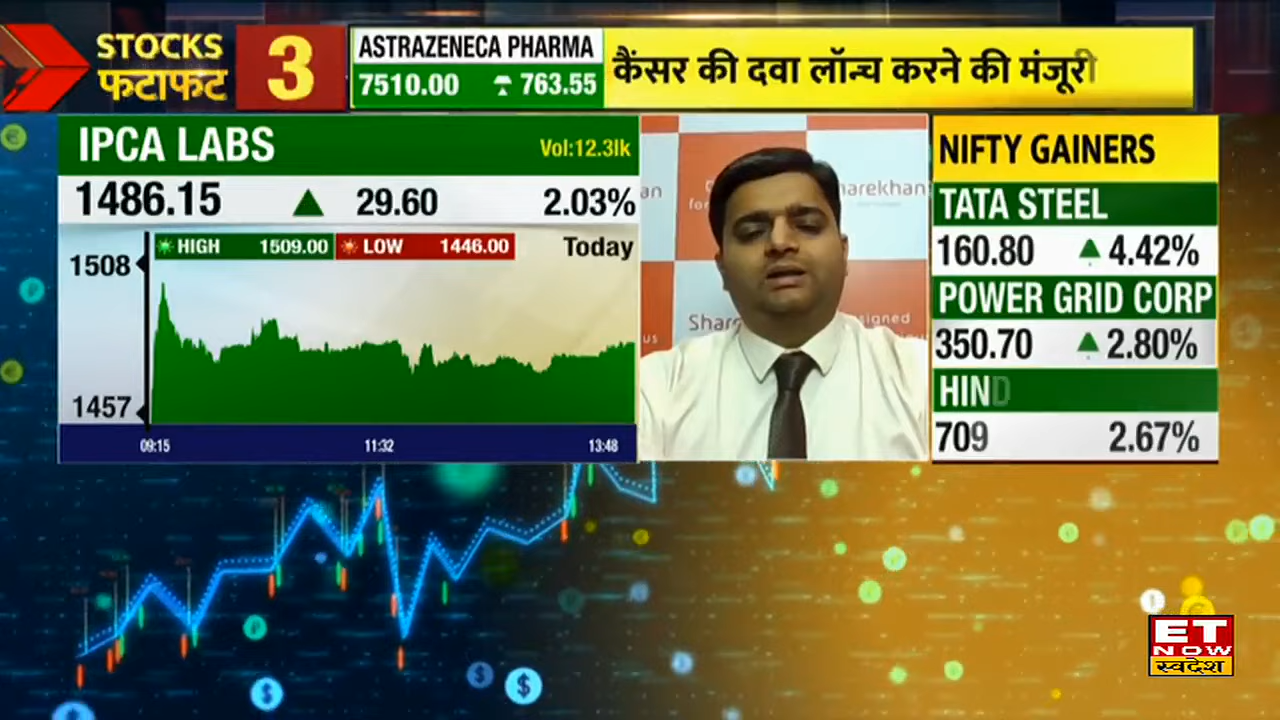 STOCKS
फटाफट
3
ASTRAZENECA PHARMA
7510.00 763.55
कैंसर की दवा लॉन्च करने की मंजूरी
IPCA LABS
Vol:12.3lk
1486.15 29.60 2.03%
HIGH 1509.00 LOW 1446.00 Today
1508
1457
09:15 11:32 13:48
harekhan
Share
NIFTY GAINERS
TATA STEEL
160.80 4.42%
POWER GRID CORP
350.70 2.80%
HIND
709 2.67%
ET
NOW
स्वदेश